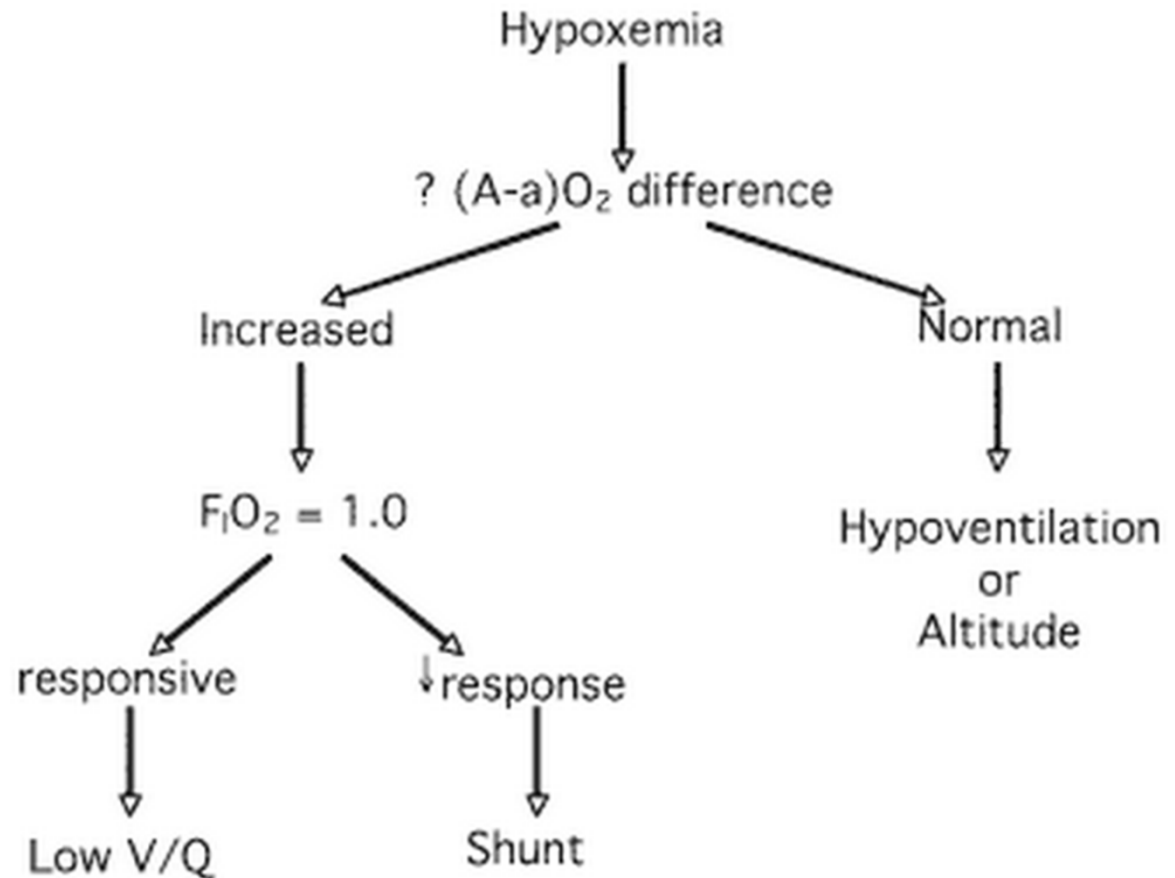 Hypoxemia
? (A-a)O₂ difference
Increased
Normal
FIO₂ = 1.0
Hypoventilation
or
Altitude
responsive
↓response
Low V/Q
Shunt